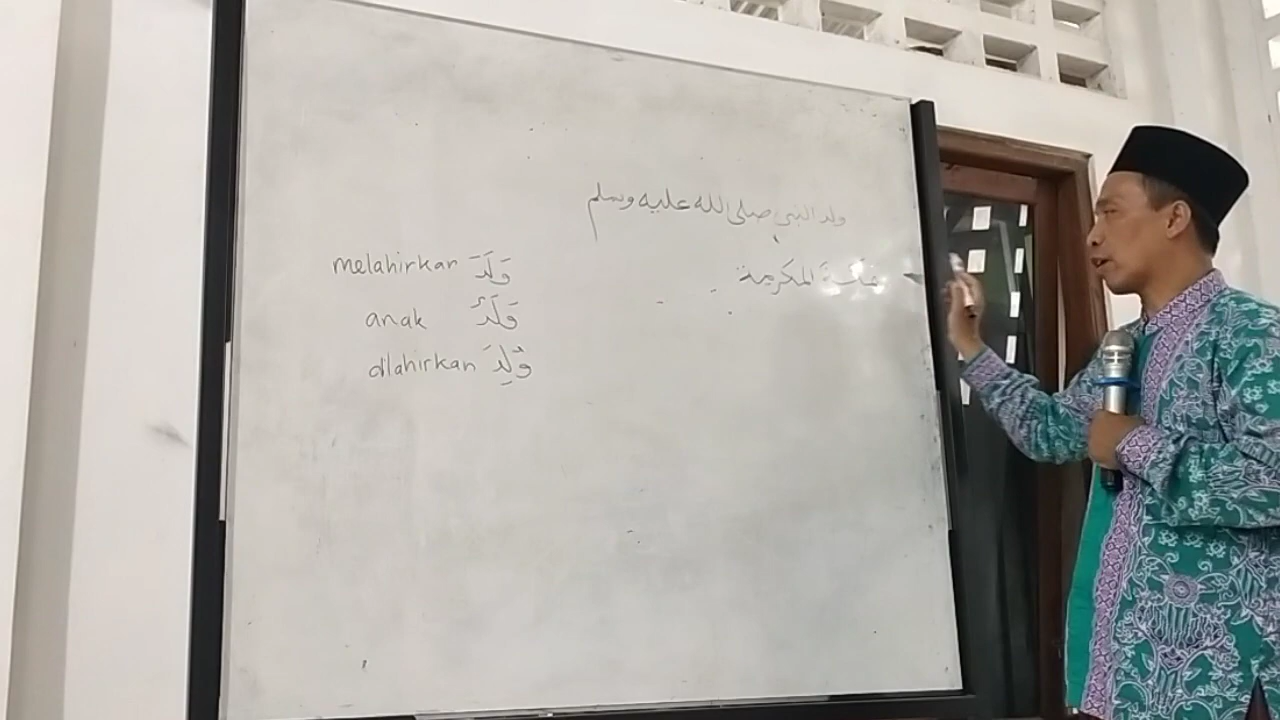 ولد النبي صلى الله عليه وسلم
المكرمة
melahirkan وَلَدَ
anak وَلَدٌ
dilahirkan وُلِدَ